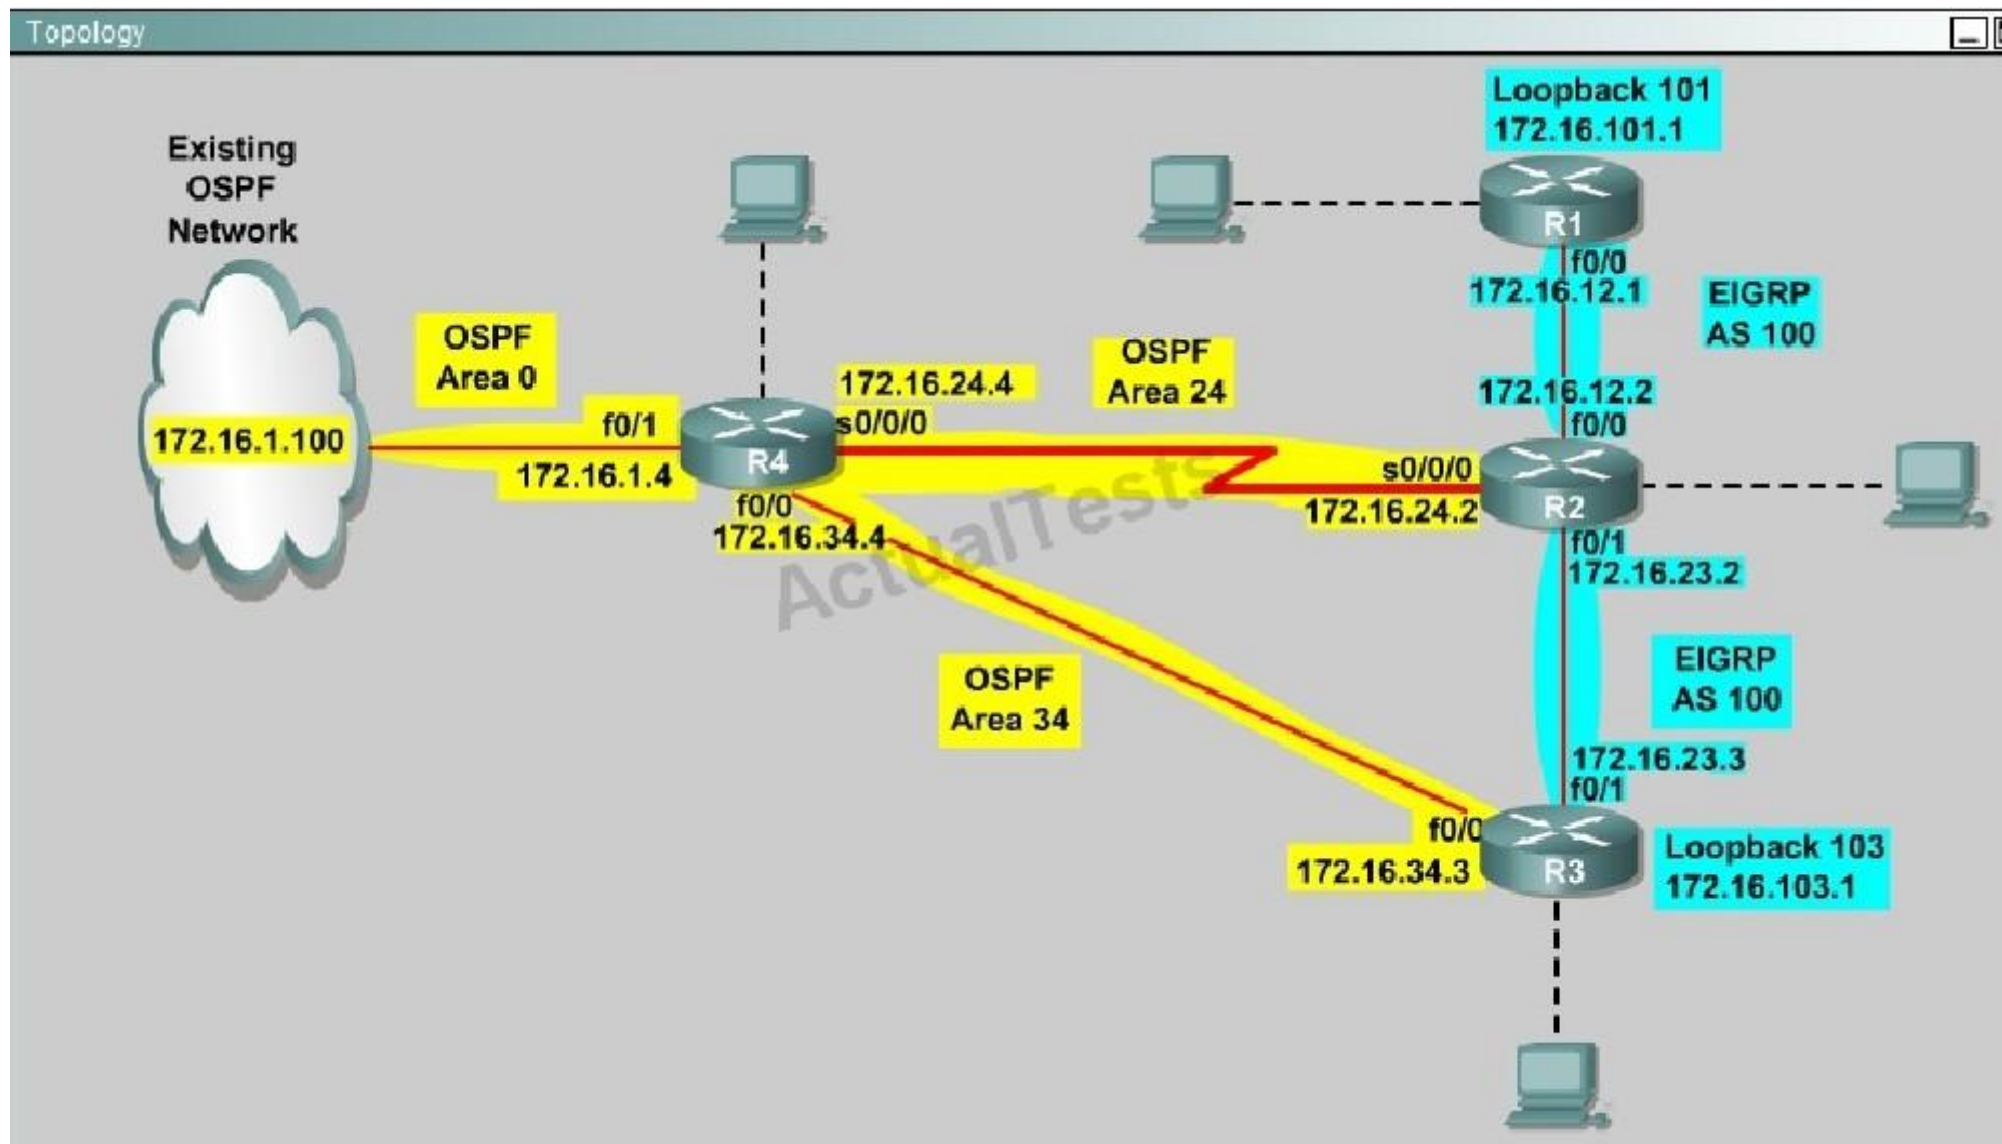 Topology
Loopback 101
172.16.101.1
Existing
OSPF
Network
R1
f0/0
172.16.12.1
EIGRP
AS 100
OSPF
Area 0
OSPF
Area 24
172.16.24.4
172.16.12.2
f0/0
f0/1
s0/0/0
172.16.1.100
R4
s0/0/0
172.16.1.4
R2
f0/0
172.16.24.2
172.16.34.4
f0/1
172.16.23.2
ActualTests
OSPF
Area 34
EIGRP
AS 100
172.16.23.3
f0/1
f0/0
172.16.34.3
R3
Loopback 103
172.16.103.1